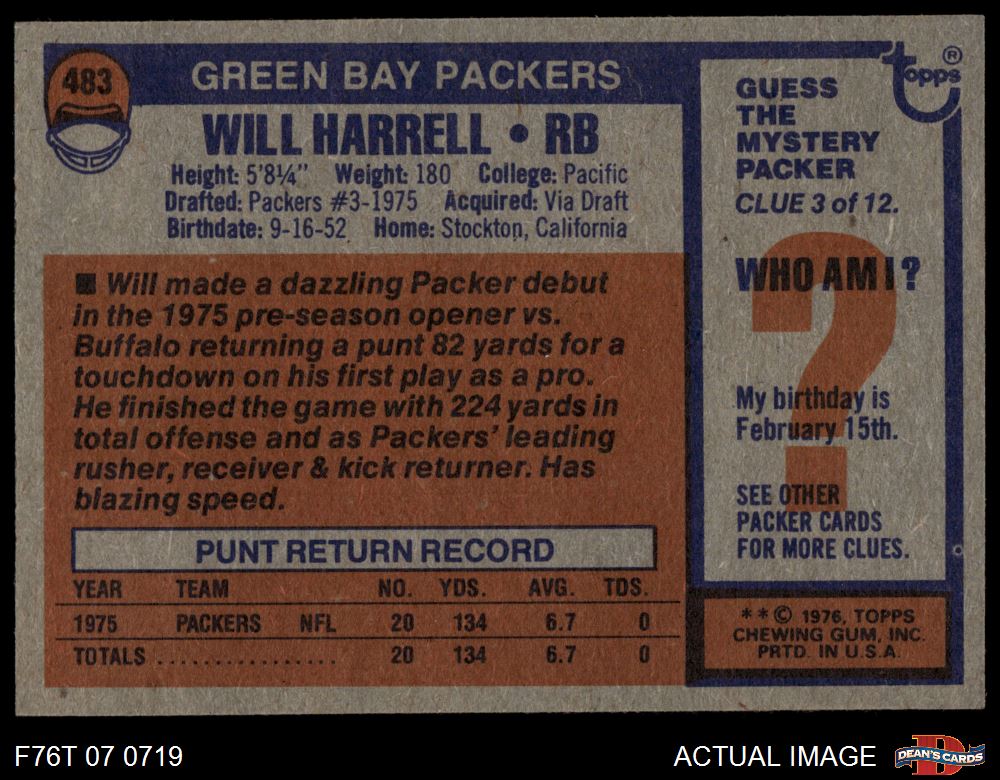 483
GREEN BAY PACKERS
WILL HARRELL • RB
Height: 5'8¼" Weight: 180 College: Pacific
Drafted: Packers #3-1975 Acquired: Via Draft
Birthdate: 9-16-52 Home: Stockton, California
■ Will made a dazzling Packer debut
in the 1975 pre-season opener vs.
Buffalo returning a punt 82 yards for a
touchdown on his first play as a pro.
He finished the game with 224 yards in
total offense and as Packers' leading
rusher, receiver & kick returner. Has
blazing speed.
PUNT RETURN RECORD
YEAR TEAM NO. YDS. AVG. TDS.
1975 PACKERS NFL 20 134 6.7 0
TOTALS ................. 20 134 6.7 0
topps ®
GUESS
THE
MYSTERY
PACKER
CLUE 3 of 12.
WHO AM I?
?
My birthday is
February 15th.
SEE OTHER
PACKER CARDS
FOR MORE CLUES.
**© 1976, TOPPS
CHEWING GUM, INC.
PRTD. IN U.S.A.
F76T 07 0719
ACTUAL IMAGE
D
DEAN'S CARDS